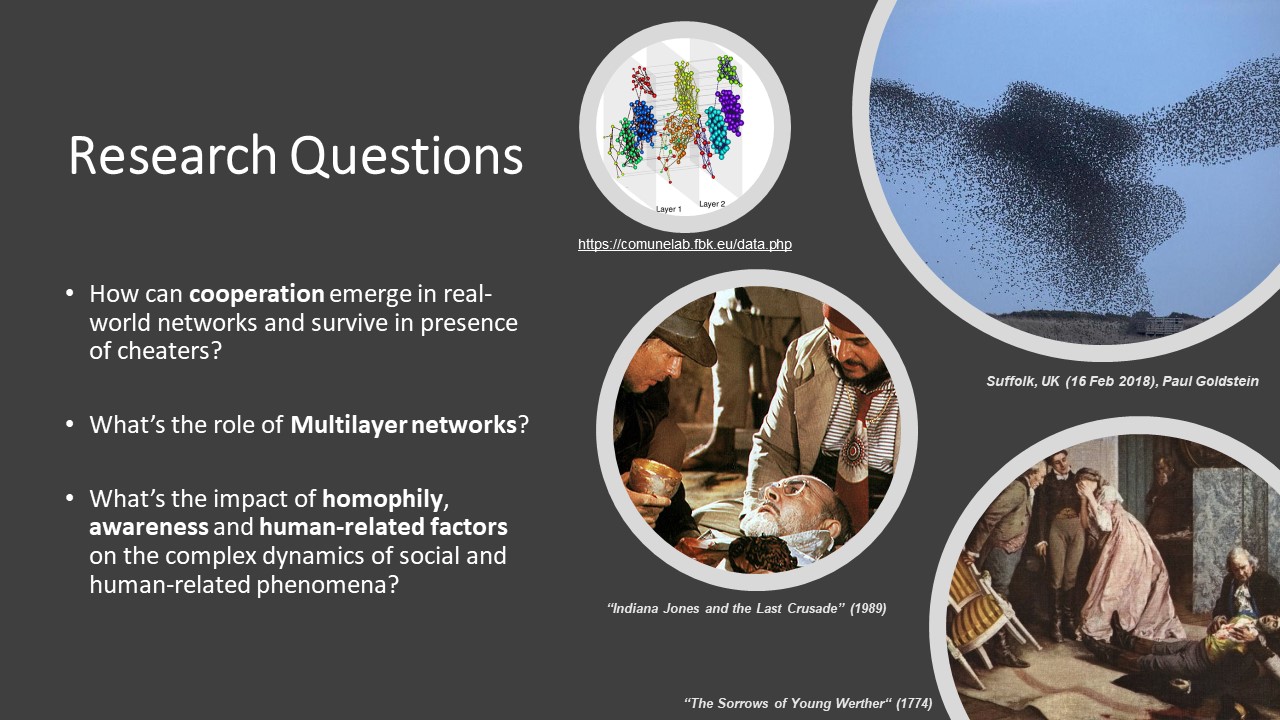 Research Questions
• How can cooperation emerge in real-
world networks and survive in presence
of cheaters?
• What’s the role of Multilayer networks?
• What’s the impact of homophily,
awareness and human-related factors
on the complex dynamics of social and
human-related phenomena?
Layer 1 Layer 2
https://comunelab.fbk.eu/data.php
Suffolk, UK (16 Feb 2018), Paul Goldstein
“Indiana Jones and the Last Crusade” (1989)
“The Sorrows of Young Werther“ (1774)